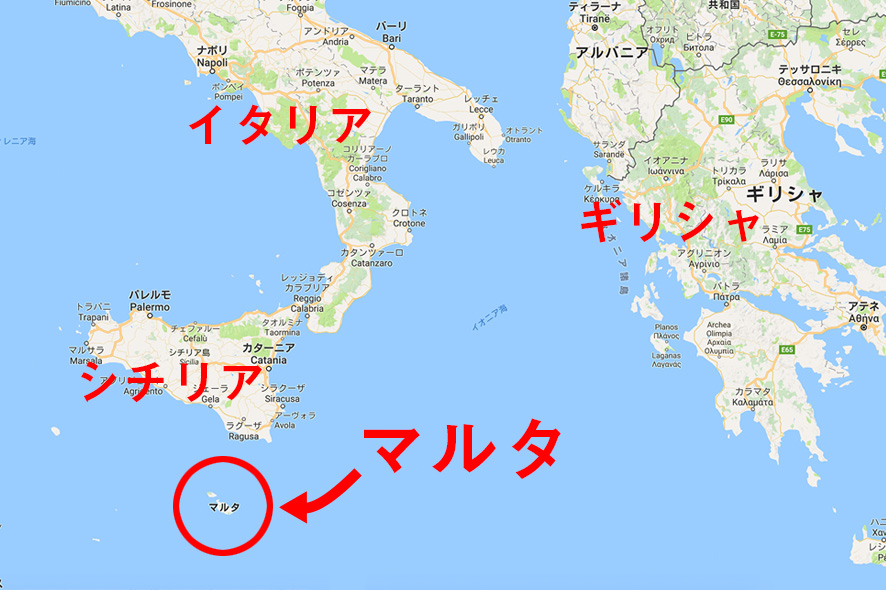 Fiumicino
Latina
Frosinone
Foggia
フォッジア
アンドリア
Andria
バーリ
Bari
ナポリ
Napoli
ポンペイ
Pompei
ポテンツァ
Potenza
マテラ
Matera
ターラント
Taranto
レッチェ
Lecce
ガリポリ
Gallipoli
オトラント
Otranto
レウカ
Leuca
イタリア
コリリアーノ
カーラブロ
Corigliano
Calabro
コゼンツァ
Cosenza
クロトネ
Crotone
カタンツァーロ
Catanzaro
レッジョディ
カラブリア
Reggio
Calabria
レニア海
イオニア海
パレルモ
Palermo
トラパニ
Trapani
チェファルー
Cefalù
タオルミナ
Taormina
マルサラ
Marsala
シチリア島
Sicilia
カターニア
Catania
シチリア
Agrigento
ジェーラ
Gela
シラクーザ
Siracusa
アーヴォラ
Avola
ラグーザ
Ragusa
マルタ
マルタ
ティラーナ
Tiranë
アルバニア
共和国
オフリド
Охрид
ビトラ
Битола
E-75
セレ
Σέρρες
テッサロニキ
Θεσσαλονίκη
E90
サランダ
Sarandë
イオアニナ
Ιωάννινα
トリカラ
Τρίκαλα
ラリサ
Λάρισα
ケルキラ
Κέρκυρα
ギリシャ
ギリシャ
E75
ラミア
Λαμία
アグリニオン
Αγρίνιο
パトラ
Πάτρα
アテネ
Αθήνα
Planos
Πλάνος
Laganas
Λαγανάς
Archea
Olimpia
Αρχαία
Ολυμπία
E65
カラマタ
Καλαμάτα